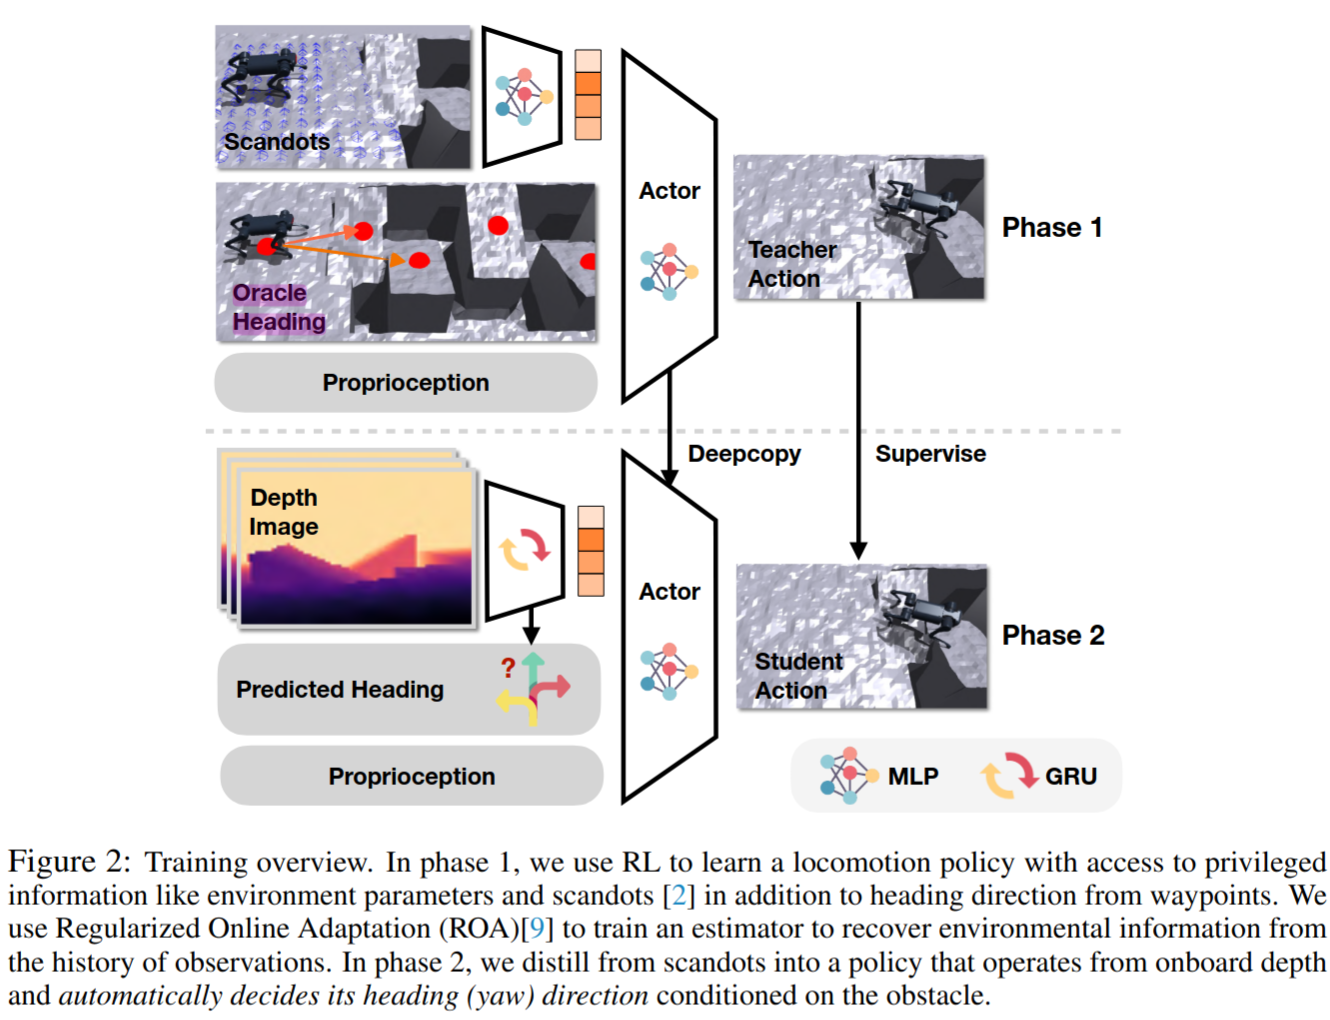 Scandots
Oracle
Heading
Proprioception
Actor
Teacher
Action
Phase 1
Deepcopy
Supervise
Depth
Image
Predicted Heading
?
Proprioception
Actor
Student
Action
Phase 2
MLP
GRU
Figure 2: Training overview. In phase 1, we use RL to learn a locomotion policy with access to privileged
information like environment parameters and scandots [2] in addition to heading direction from waypoints. We
use Regularized Online Adaptation (ROA)[9] to train an estimator to recover environmental information from
the history of observations. In phase 2, we distill from scandots into a policy that operates from onboard depth
and automatically decides its heading (yaw) direction conditioned on the obstacle.